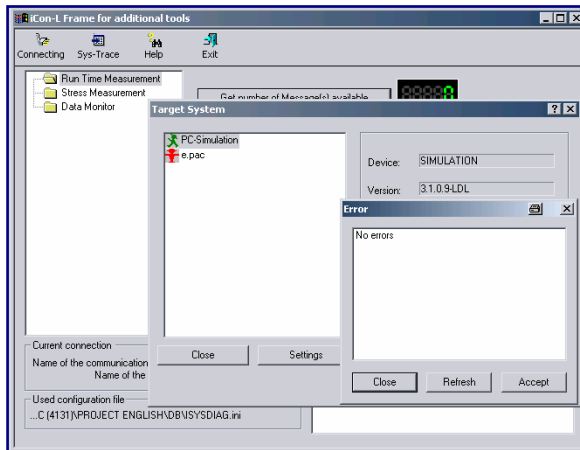 iCon-L Frame for additional tools
Connecting Sys-Trace Help Exit
Run Time Measurement
Stress Measurement
Data Monitor
Get number of Message(s) available
Target System
PC-Simulation
e.pac
Device: SIMULATION
Version: 3.1.0.9-LDL
Error
No errors
Close Refresh Accept
Close Settings
Current connection
Name of the communication
Name of the
Used configuration file
...C (4131)\PROJECT ENGLISH\DB\ISYSDIAG.ini